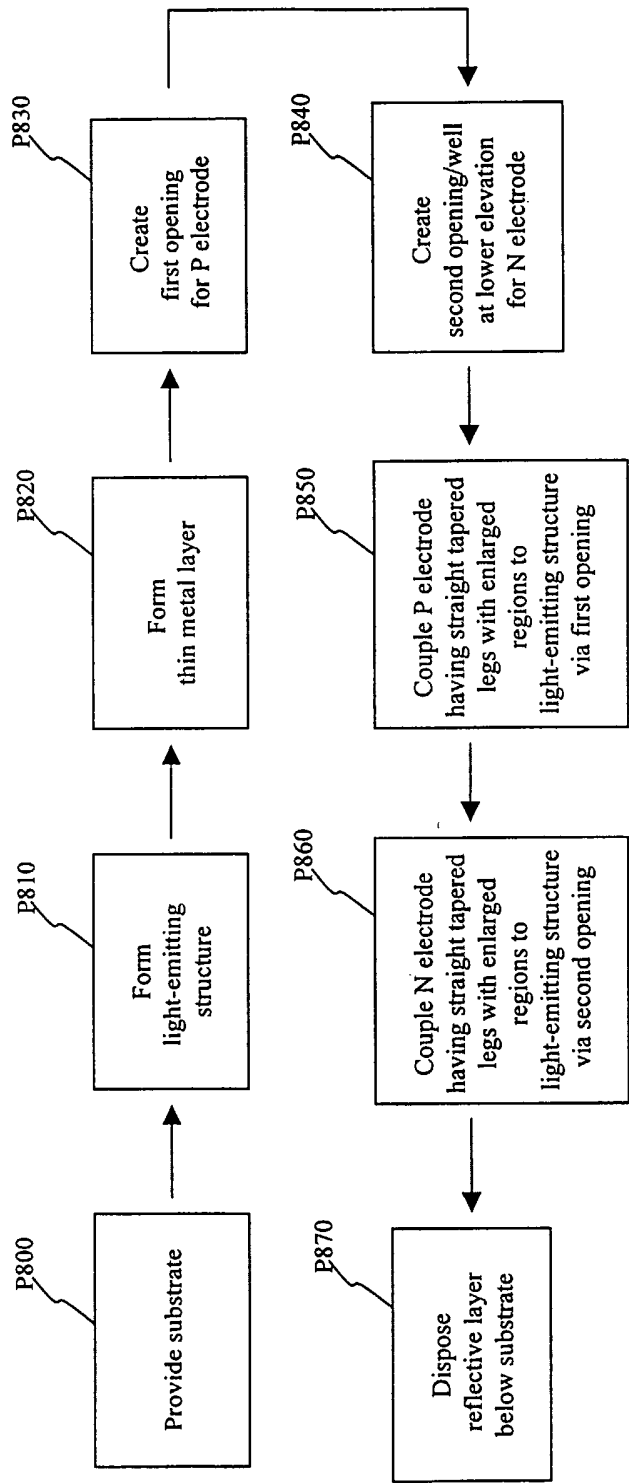 P800
Provide substrate
P810
Form
light-emitting
structure
P820
Form
thin metal layer
P830
Create
first opening
for P electrode
P840
Create
second opening/well
at lower elevation
for N electrode
P850
Couple P electrode
having straight tapered
legs with enlarged
regions to
light-emitting structure
via first opening
P860
Couple N electrode
having straight tapered
legs with enlarged
regions to
light-emitting structure
via second opening
P870
Dispose
reflective layer
below substrate